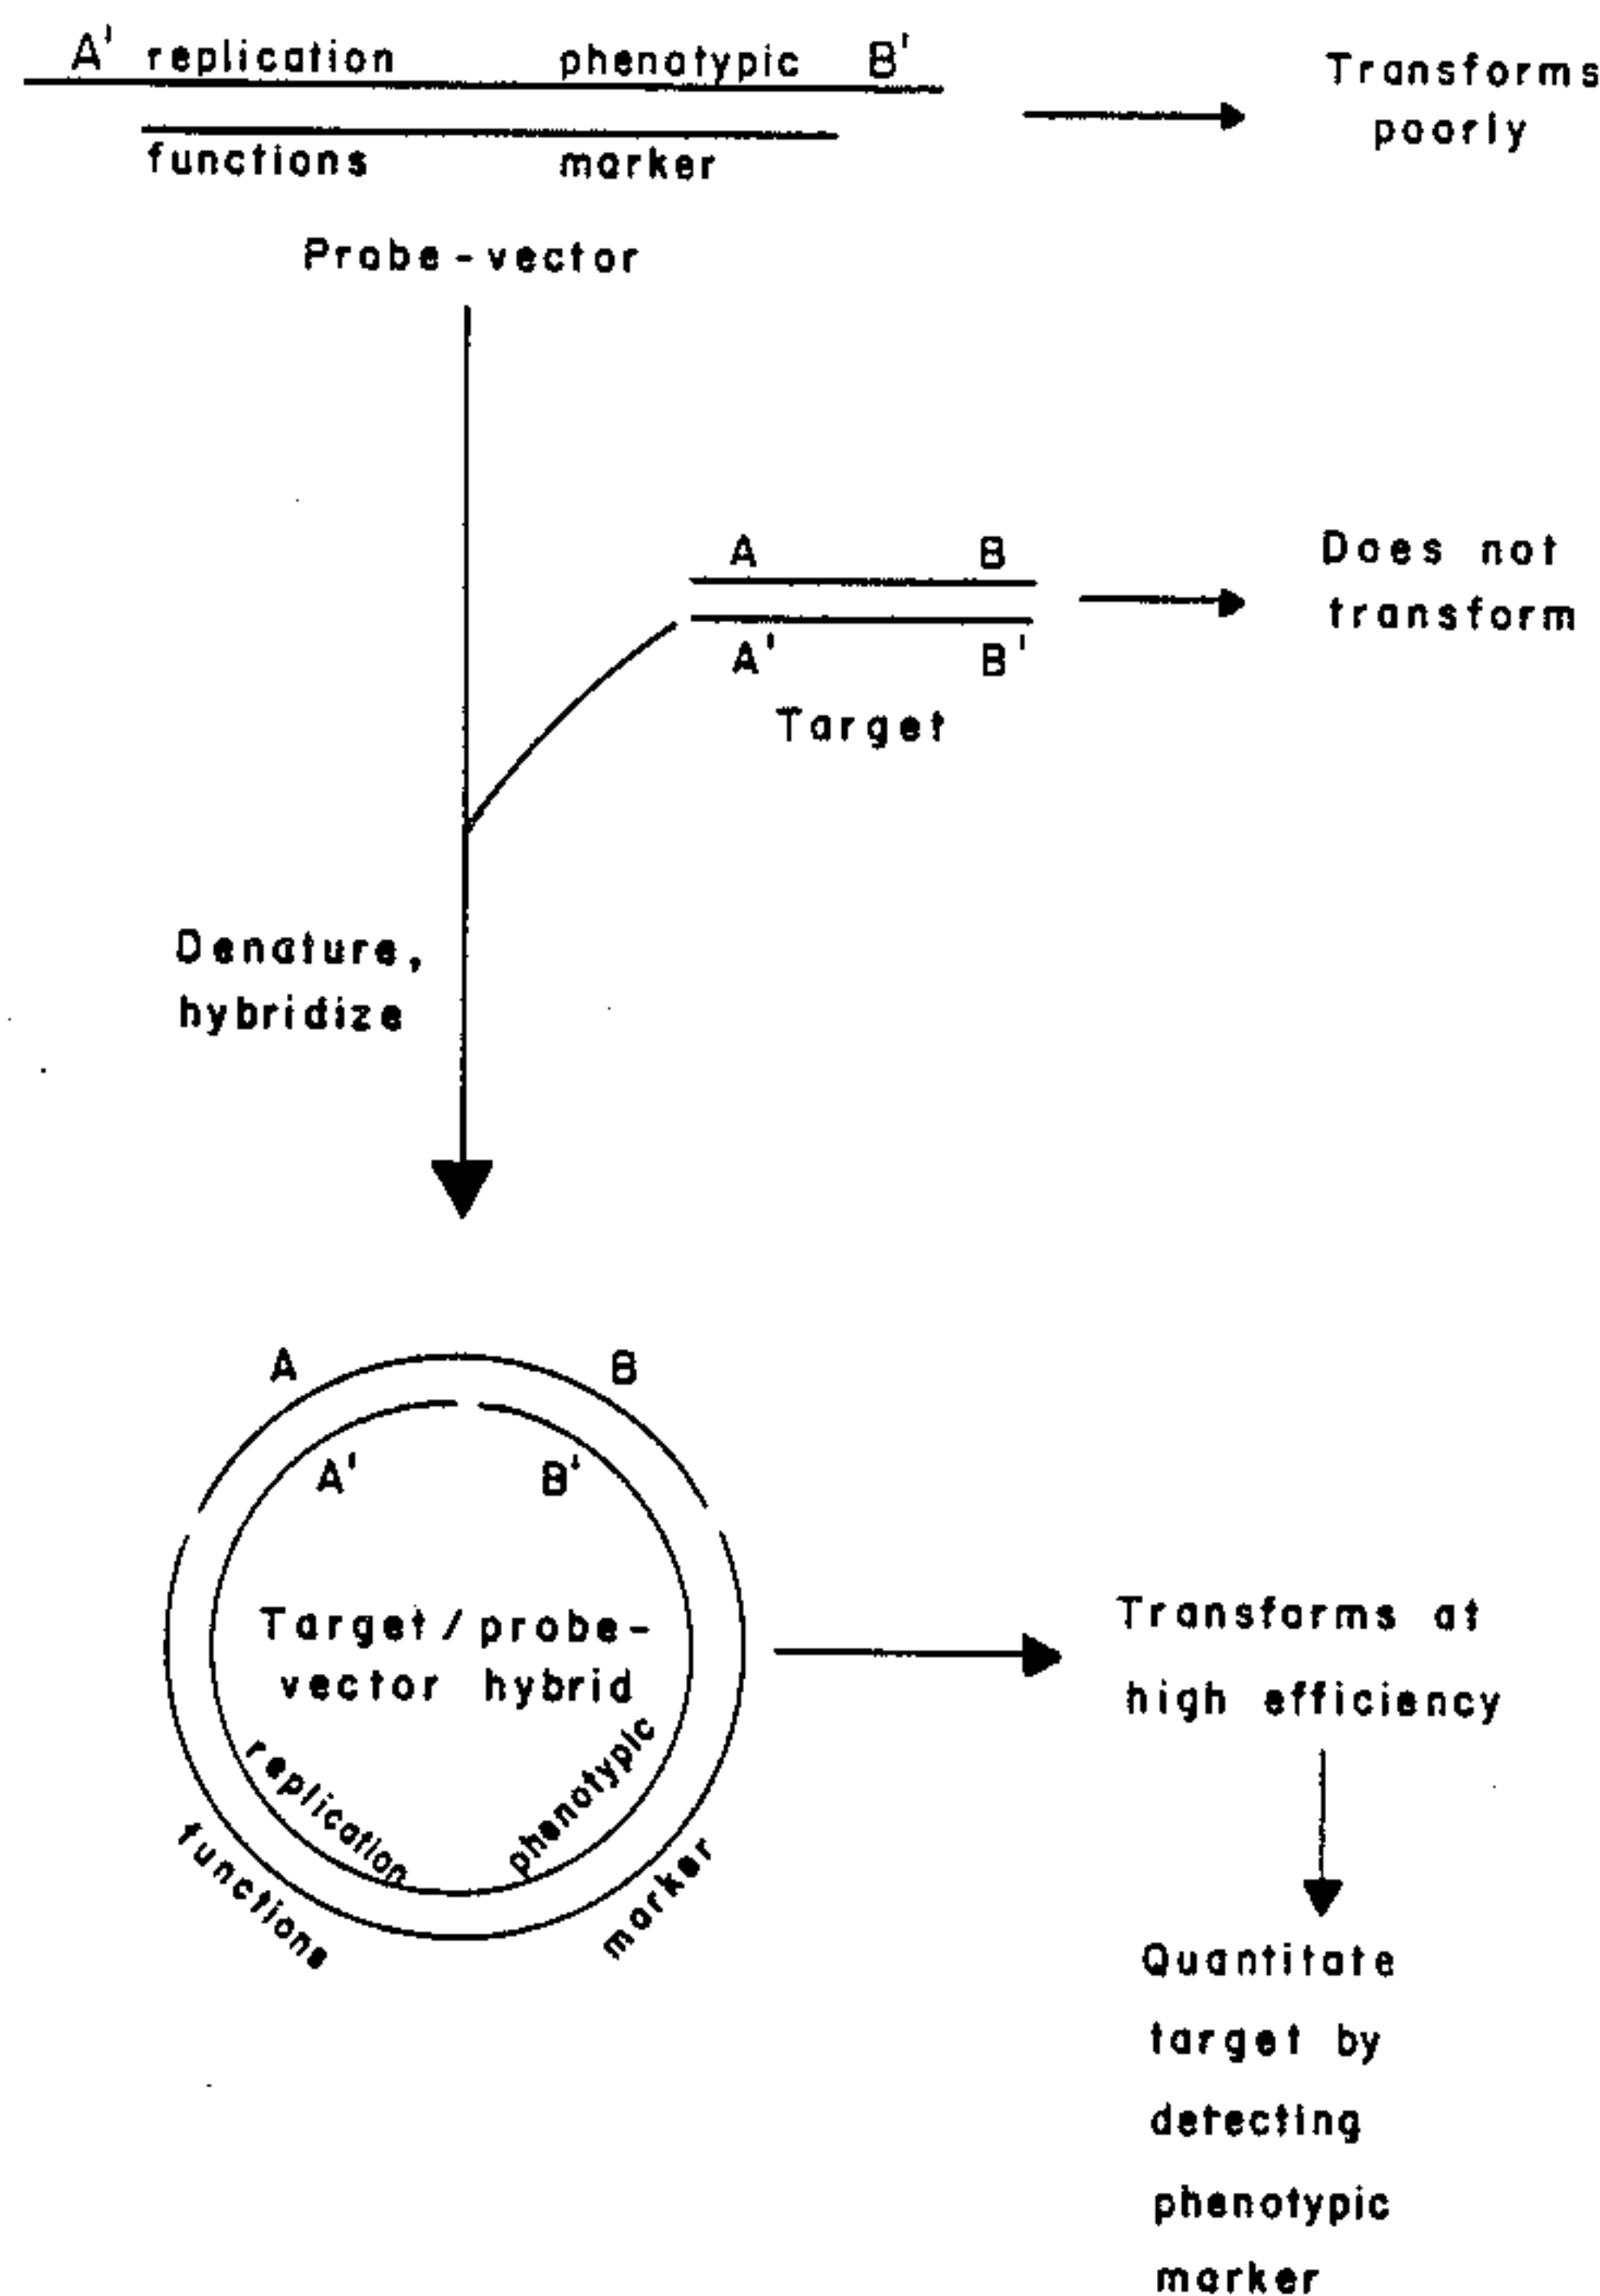 A' replication phenotypic B'
functions marker
Probe-vector
Transforms
poorly
A B
A' B'
Target
Does not
transform
Denature,
hybridize
A B
A' B'
Target/probe-
vector hybrid
replication phenotypic
functions marker
Transforms at
high efficiency
Quantitate
target by
detecting
phenotypic
marker